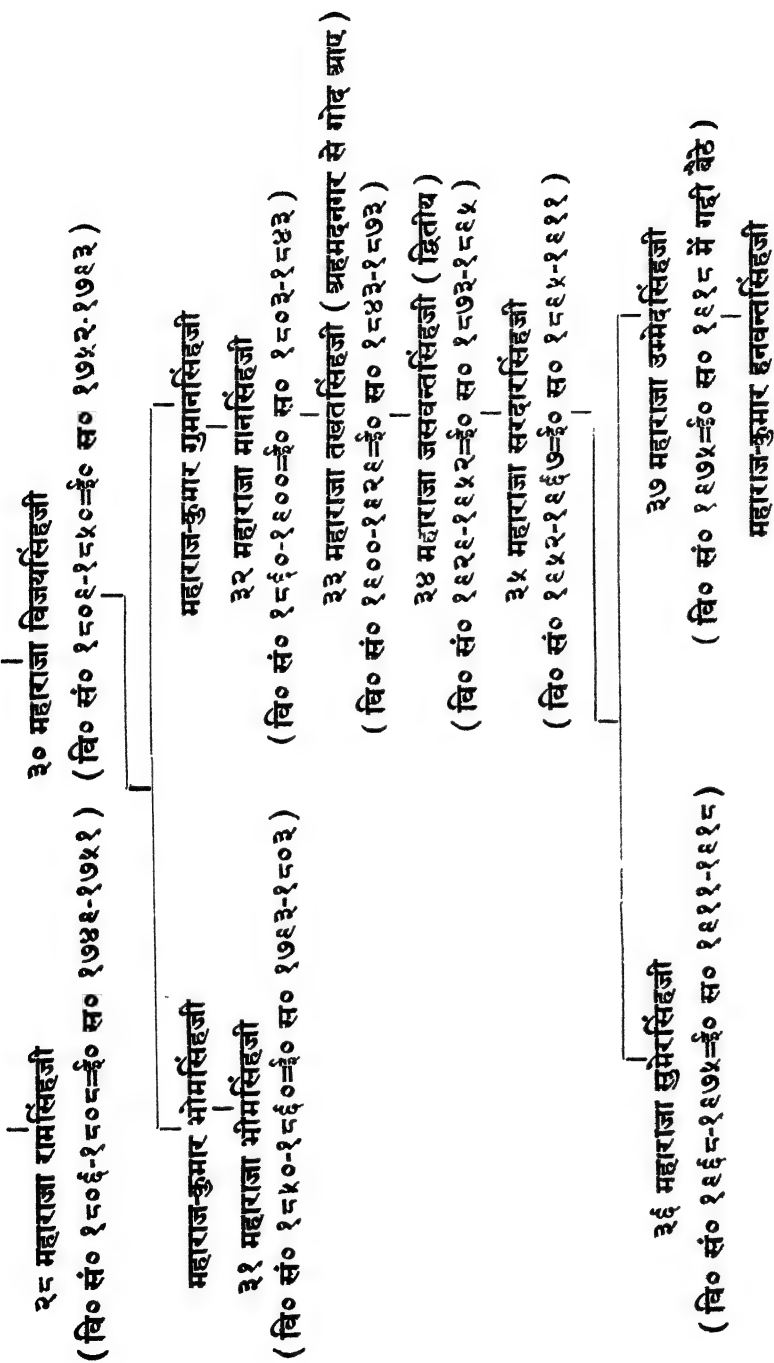 २८ महाराजा रामसिंहजी
( वि० सं० १८०६-१८०८=ई० स० १७४९-१७५१ )
३० महाराजा विजयसिंहजी
( वि० सं० १८०९-१८५०=ई० स० १७५२-१७९३ )
महाराज-कुमार भोमसिंहजी
३१ महाराजा भीमसिंहजी
( वि० सं० १८५०-१८६०=ई० स० १७९३-१८०३ )
महाराज-कुमार गुमानसिंहजी
३२ महाराजा मानसिंहजी
( वि० सं० १८६०-१९००=ई० स० १८०३-१८४३ )
३३ महाराजा तखतसिंहजी ( अहमदनगर से गोद आए )
( वि० सं० १९००-१९२९=ई० स० १८४३-१८७३ )
३४ महाराजा जसवन्तसिंहजी ( द्वितीय )
( वि० सं० १९२९-१९५२=ई० स० १८७३-१८९५ )
३५ महाराजा सरदारसिंहजी
( वि० सं० १९५२-१९६७=ई० स० १८९५-१९११ )
३६ महाराजा सुमेरसिंहजी
( वि० सं० १९६८-१९७५=ई० स० १९११-१९१८ )
३७ महाराजा उम्मेदसिंहजी
( वि० सं० १९७५=ई० स० १९१८ में गद्दी बैठे )
महाराज-कुमार हनवन्तसिंहजी